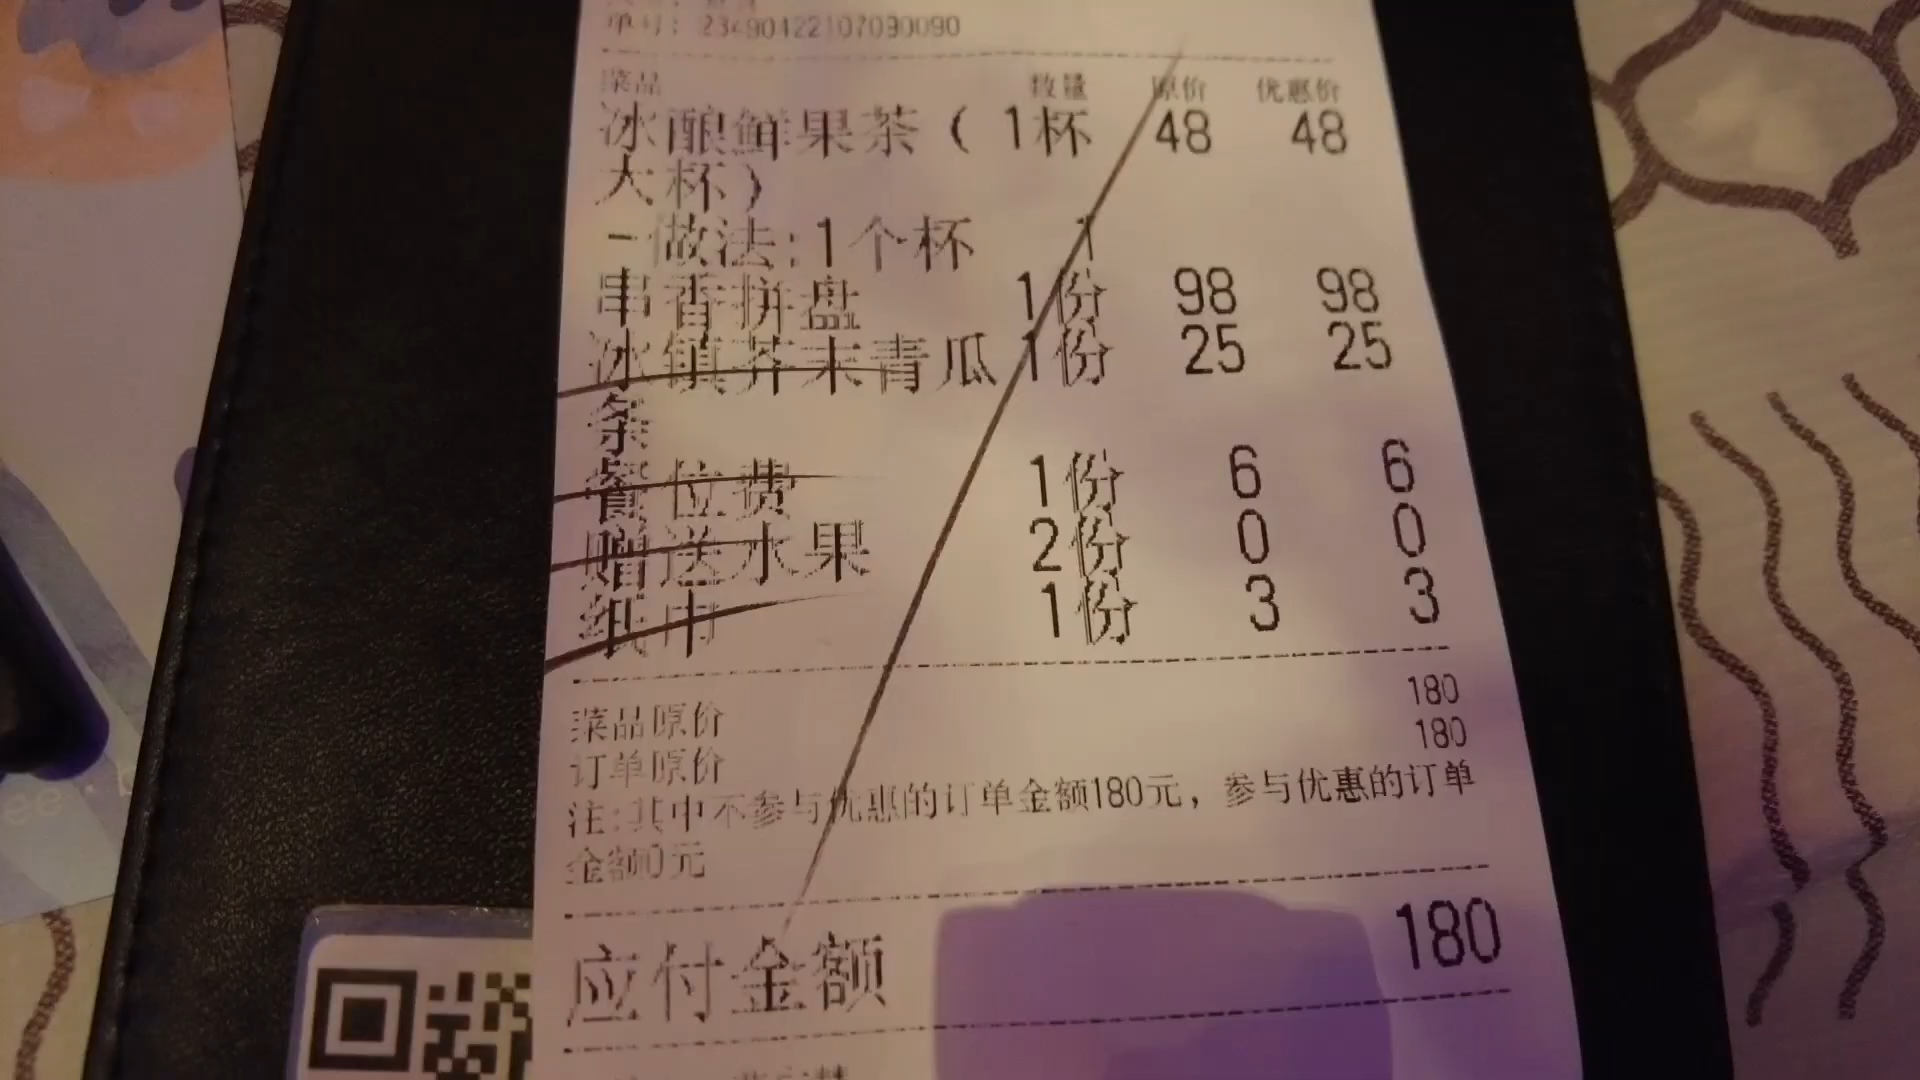 单号: 23490422107090090
菜品 数量 原价 优惠价
冰酿鲜果茶( 1杯 48 48
大杯)
-做法:1个杯 1
串香拼盘 1份 98 98
冰镇芥末青瓜 1份 25 25
条
餐位费 1份 6 6
赠送水果 2份 0 0
纸巾 1份 3 3
菜品原价 180
订单原价 180
注:其中不参与优惠的订单金额180元，参与优惠的订单
金额0元
应付金额 180